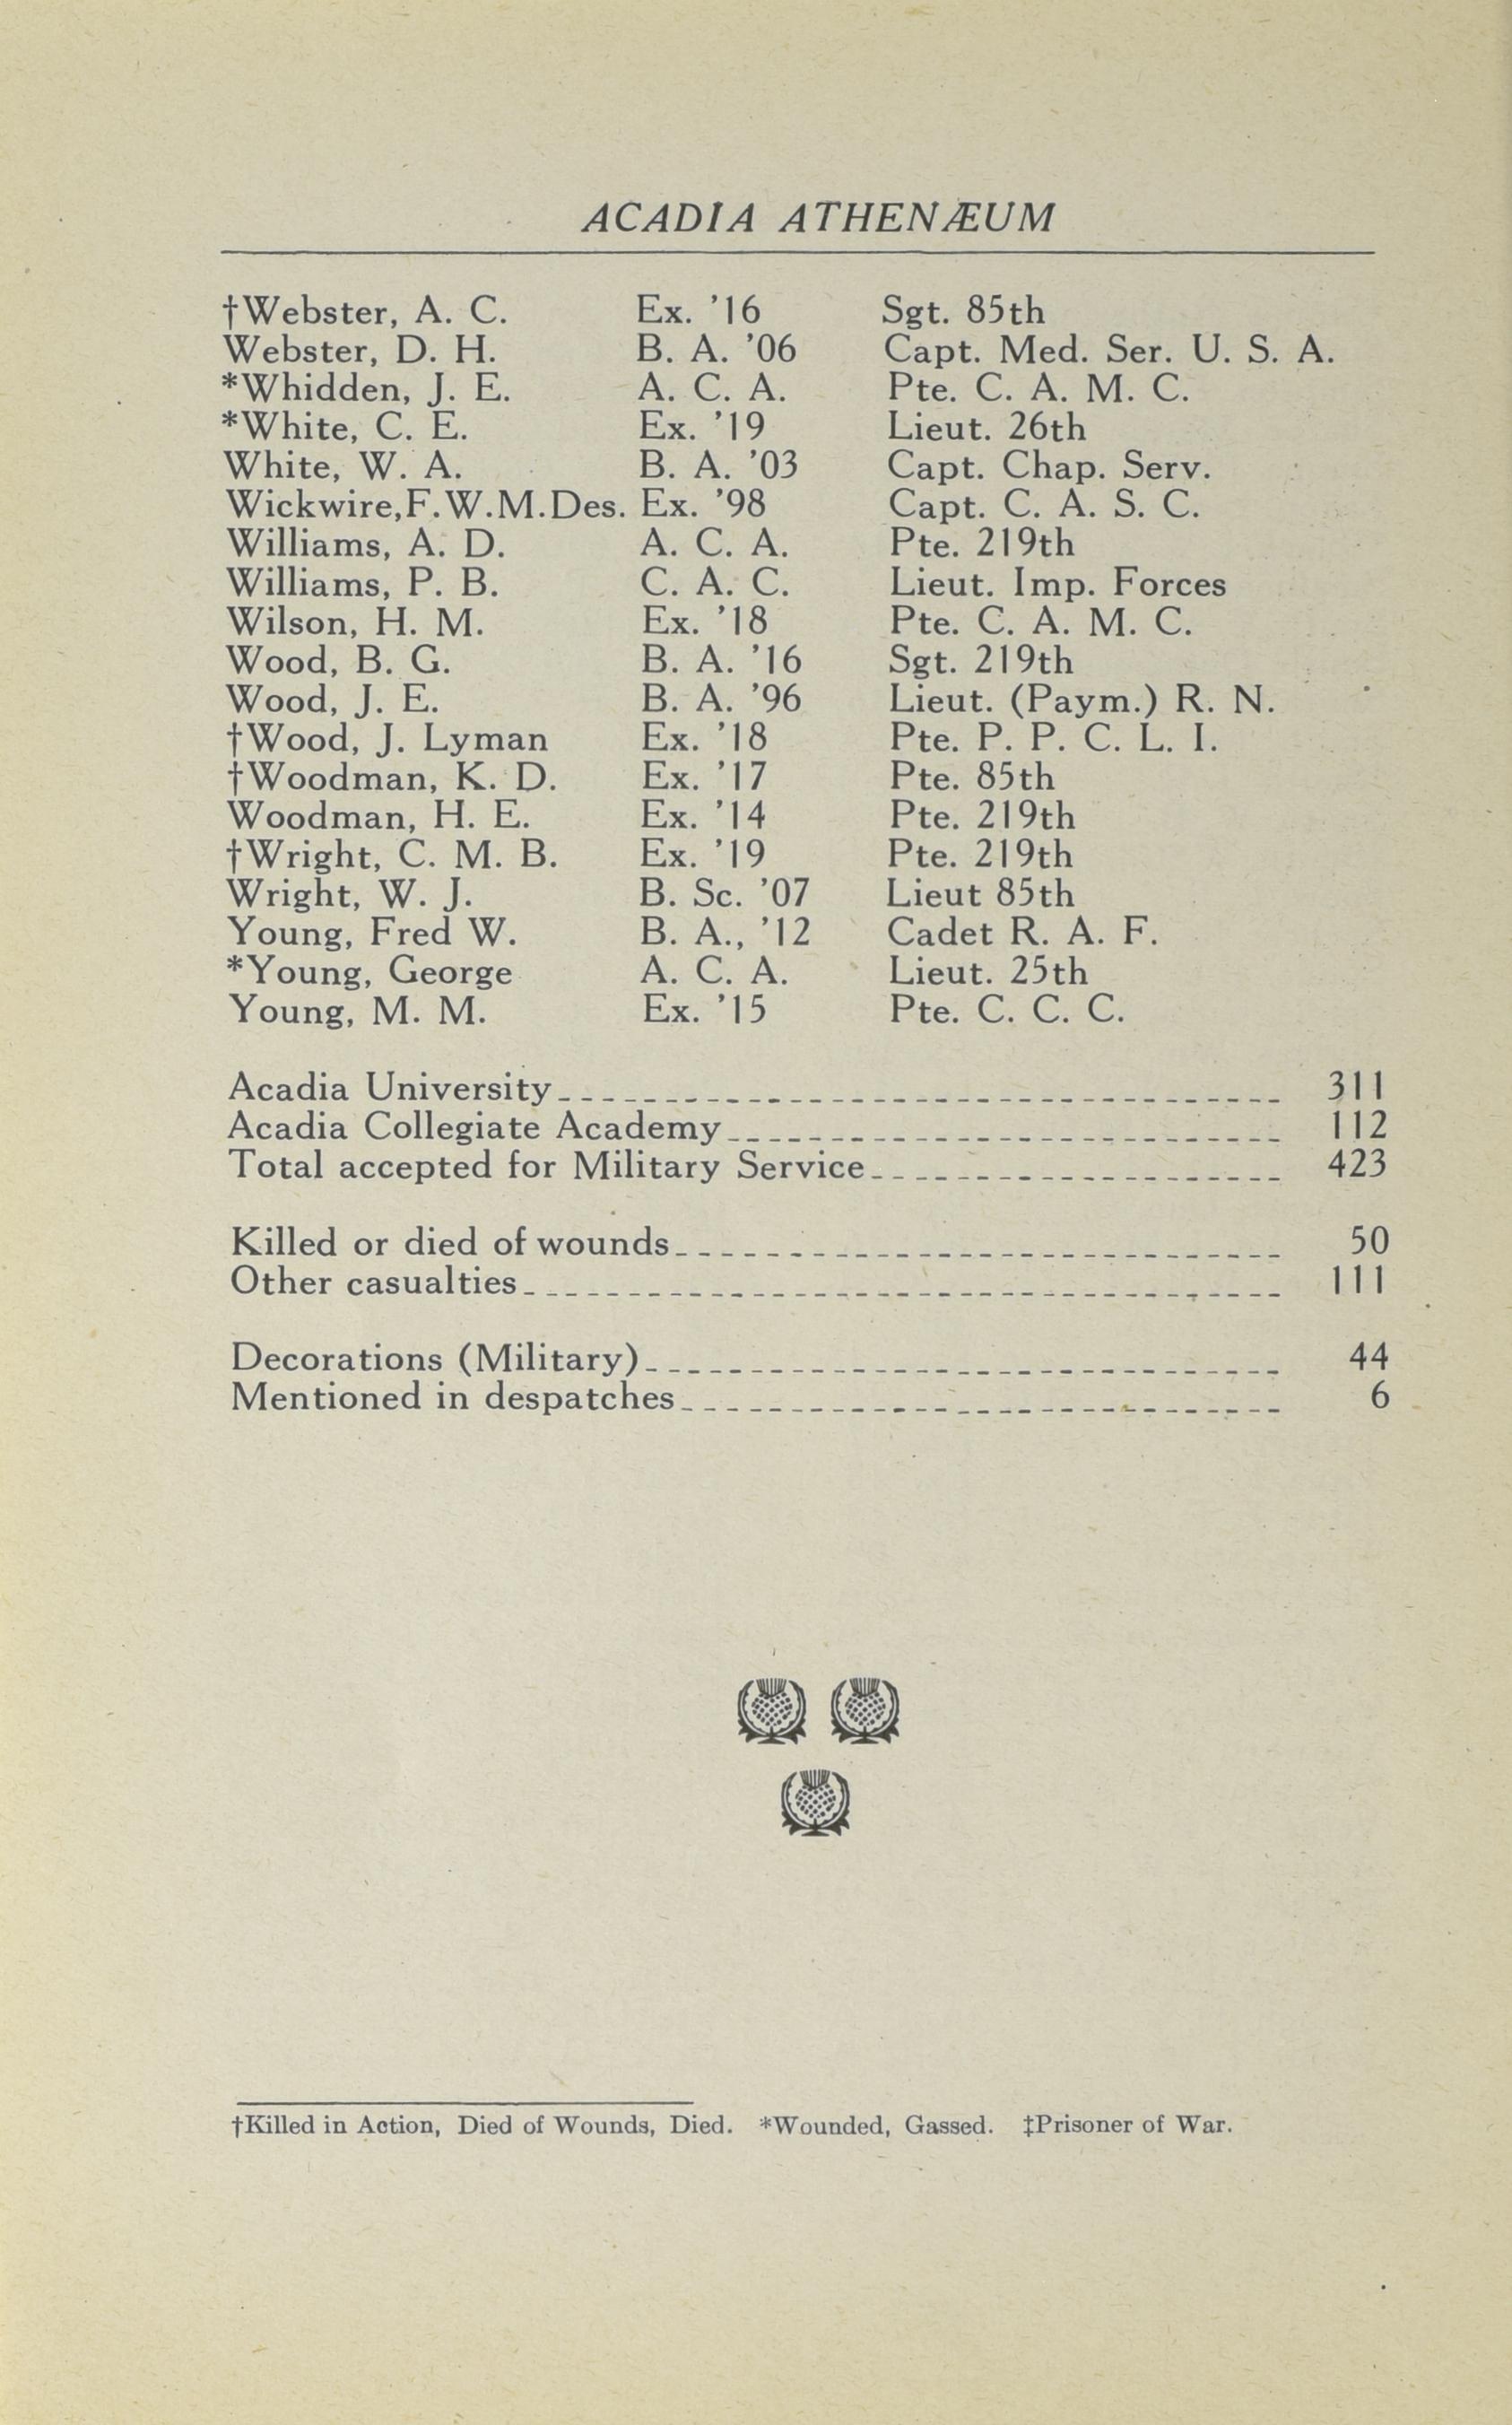 ACADIA ATHENÆUM
†Webster, A. C. Ex. '16 Sgt. 85th
Webster, D. H. B. A. '06 Capt. Med. Ser. U. S. A.
*Whidden, J. E. A. C. A. Pte. C. A. M. C.
*White, C. E. Ex. '19 Lieut. 26th
White, W. A. B. A. '03 Capt. Chap. Serv.
Wickwire,F.W.M.Des. Ex. '98 Capt. C. A. S. C.
Williams, A. D. A. C. A. Pte. 219th
Williams, P. B. C. A. C. Lieut. Imp. Forces
Wilson, H. M. Ex. '18 Pte. C. A. M. C.
Wood, B. G. B. A. '16 Sgt. 219th
Wood, J. E. B. A. '96 Lieut. (Paym.) R. N.
†Wood, J. Lyman Ex. '18 Pte. P. P. C. L. I.
†Woodman, K. D. Ex. '17 Pte. 85th
Woodman, H. E. Ex. '14 Pte. 219th
†Wright, C. M. B. Ex. '19 Pte. 219th
Wright, W. J. B. Sc. '07 Lieut 85th
Young, Fred W. B. A., '12 Cadet R. A. F.
*Young, George A. C. A. Lieut. 25th
Young, M. M. Ex. '15 Pte. C. C. C.
Acadia University 311
Acadia Collegiate Academy 112
Total accepted for Military Service 423
Killed or died of wounds 50
Other casualties 111
Decorations (Military) 44
Mentioned in despatches 6
†Killed in Action, Died of Wounds, Died. *Wounded, Gassed. ‡Prisoner of War.